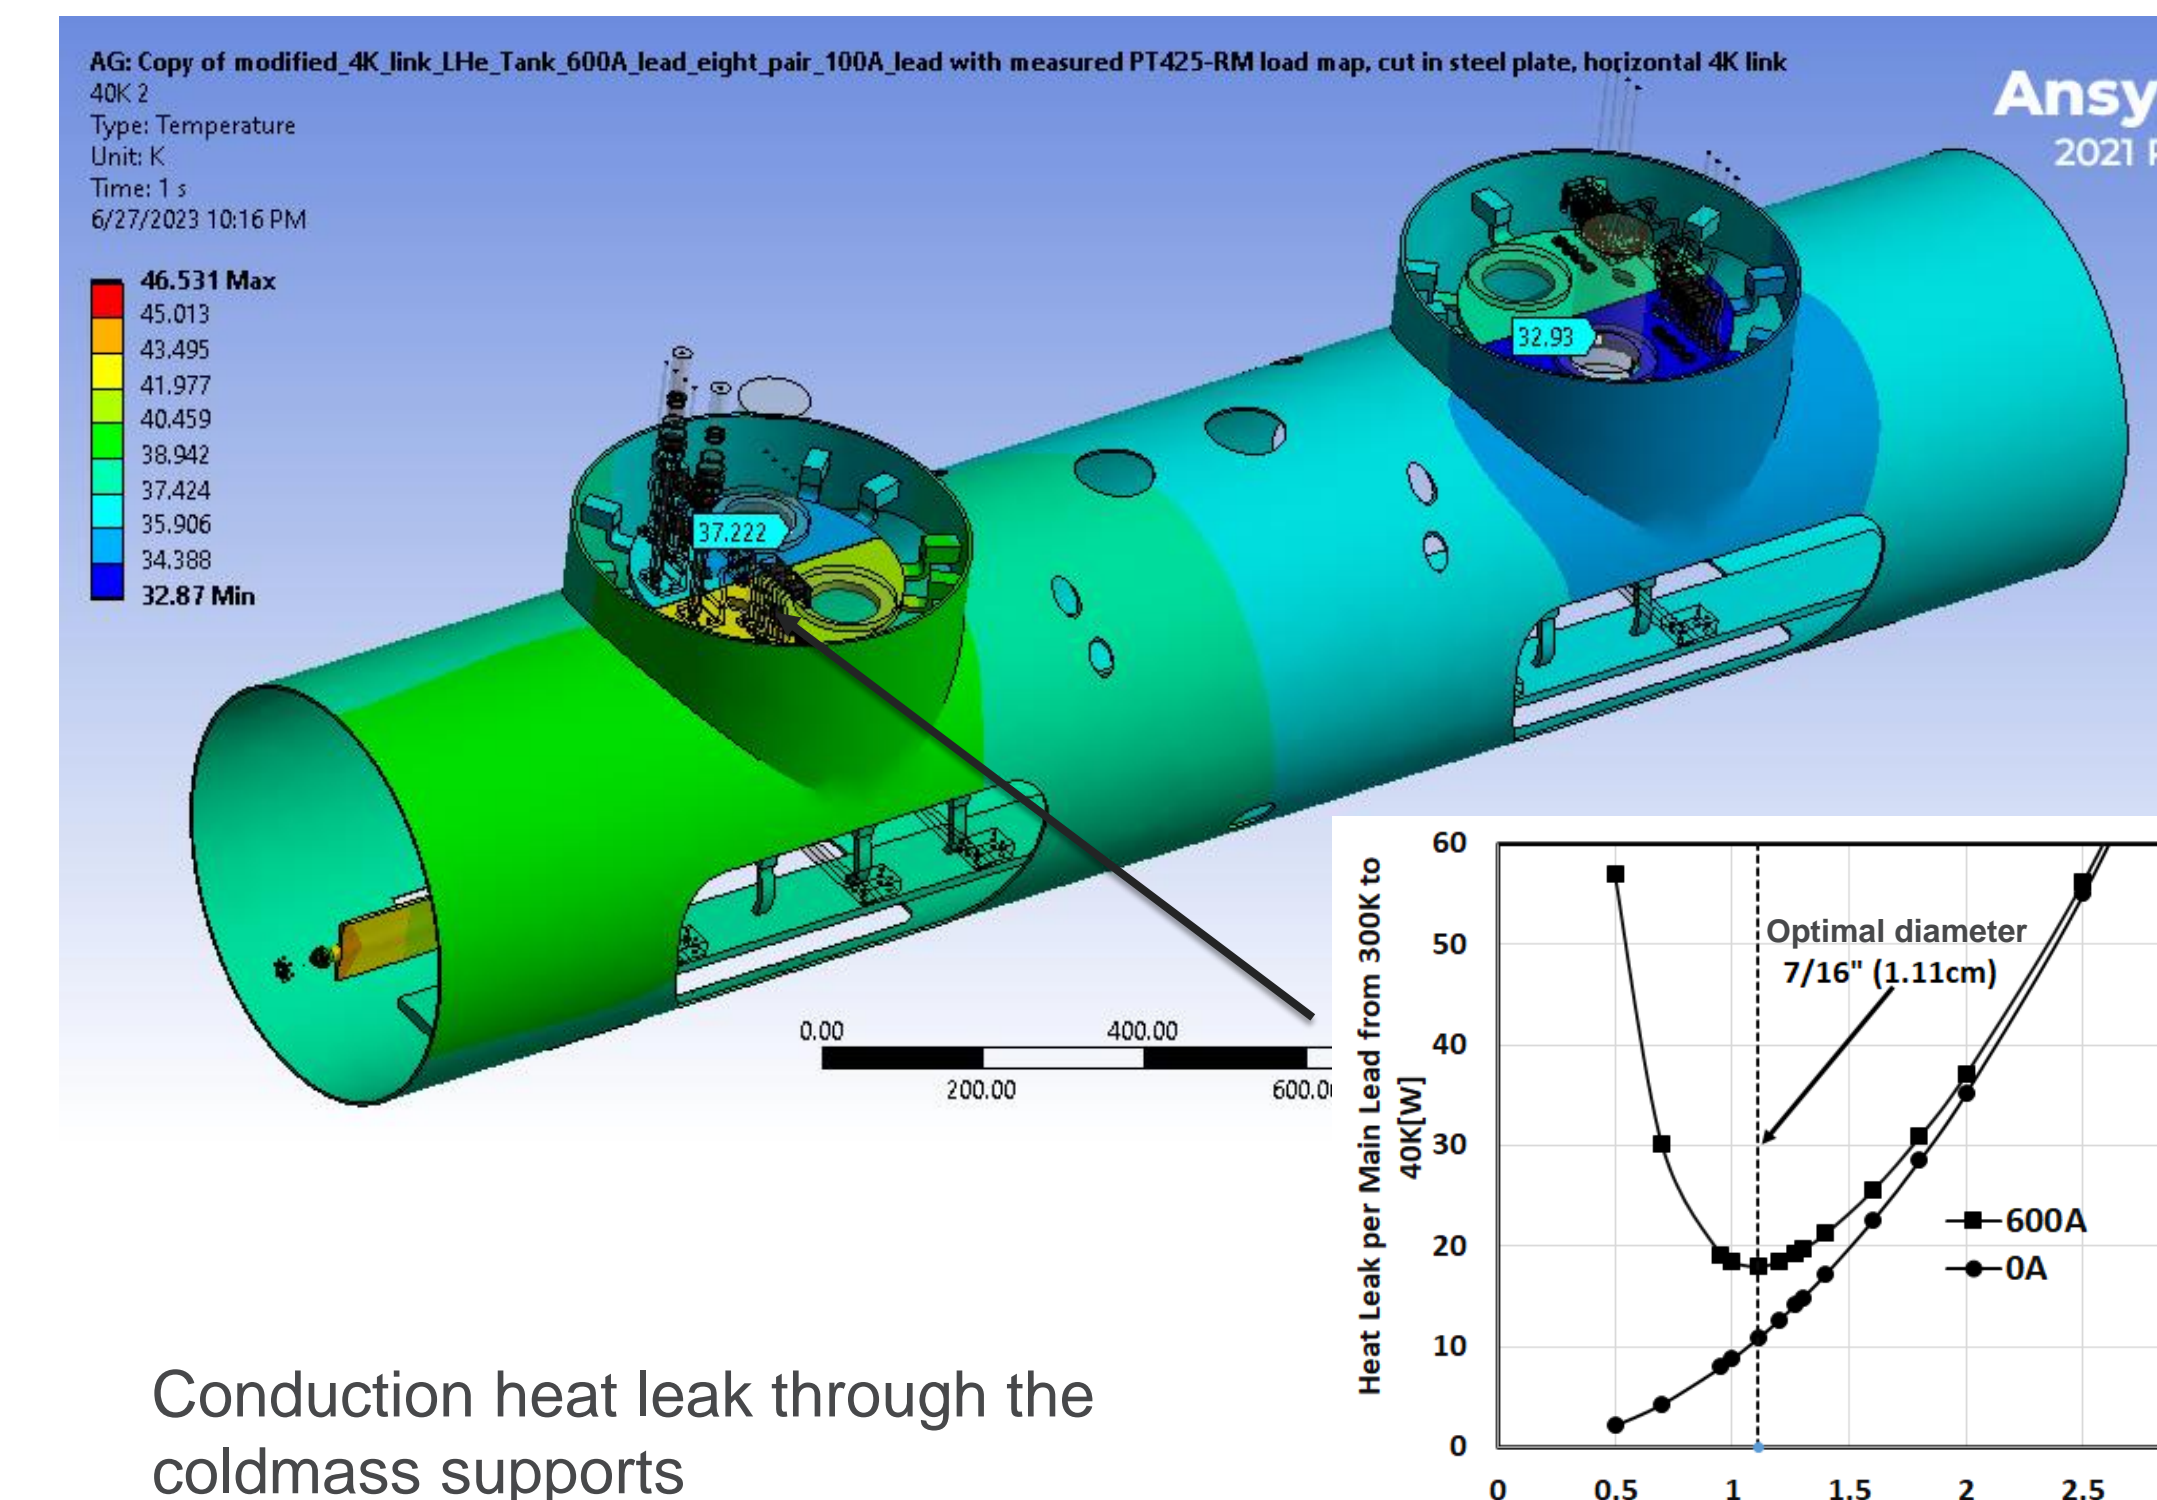 AG: Copy of modified_4K_link_LHe_Tank_600A_lead_eight_pair_100A_lead with measured PT425-RM load map, cut in steel plate, horizontal 4K link
40K 2
Type: Temperature
Unit: K
Time: 1 s
6/27/2023 10:16 PM
Ansy
2021
46.531 Max
45.013
43.495
41.977
40.459
38.942
37.424
35.906
34.388
32.87 Min
32.93
37.222
0.00
400.00
200.00
600.0
Heat Leak per Main Lead from 300K to
40K[W]
60
50
40
30
20
10
0
Optimal diameter
7/16" (1.11cm)
600A
0A
0
0.5
1
1.5
2
2.5
Conduction heat leak through the
coldmass supports